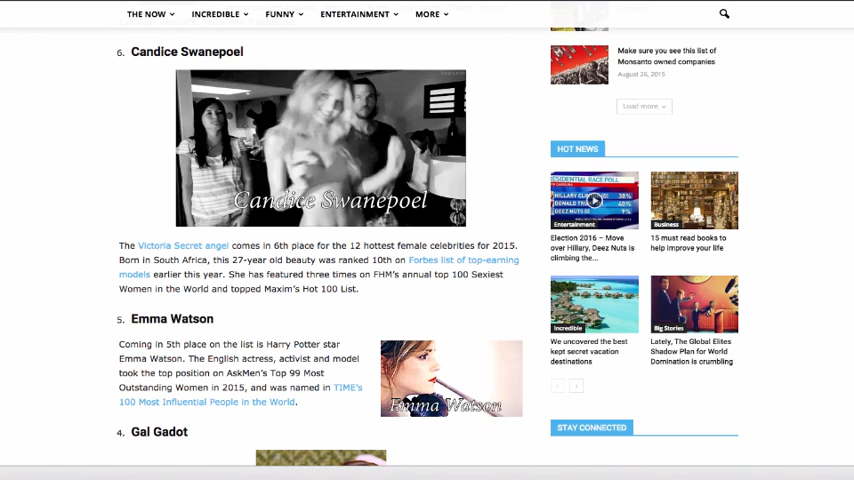 THE NOW
INCREDIBLE
FUNNY
ENTERTAINMENT
MORE
6. Candice Swanepoel
Candice Swanepoel
The Victoria Secret angel comes in 6th place for the 12 hottest female celebrities for 2015.
Born in South Africa, this 27-year old beauty was ranked 10th on Forbes list of top-earning
models earlier this year. She has featured three times on FHM's annual top 100 Sexiest
Women in the World and topped Maxim's Hot 100 List.
5. Emma Watson
Coming in 5th place on the list is Harry Potter star
Emma Watson. The English actress, activist and model
took the top position on AskMen's Top 99 Most
Outstanding Women in 2015, and was named in TIME's
100 Most Influential People in the World.
Emma Watson
4. Gal Gadot
Make sure you see this list of
Monsanto owned companies
August 26, 2015
Load more
HOT NEWS
RESIDENTIAL RACE POLL
HILLARY CL 38%
DONALD TR 40%
DEEZ NUTS 9%
Entertainment
Election 2016 – Move
over Hillary, Deez Nuts is
climbing the...
Business
15 must read books to
help improve your life
Incredible
We uncovered the best
kept secret vacation
destinations
Big Stories
Lately, The Global Elites
Shadow Plan for World
Domination is crumbling
STAY CONNECTED